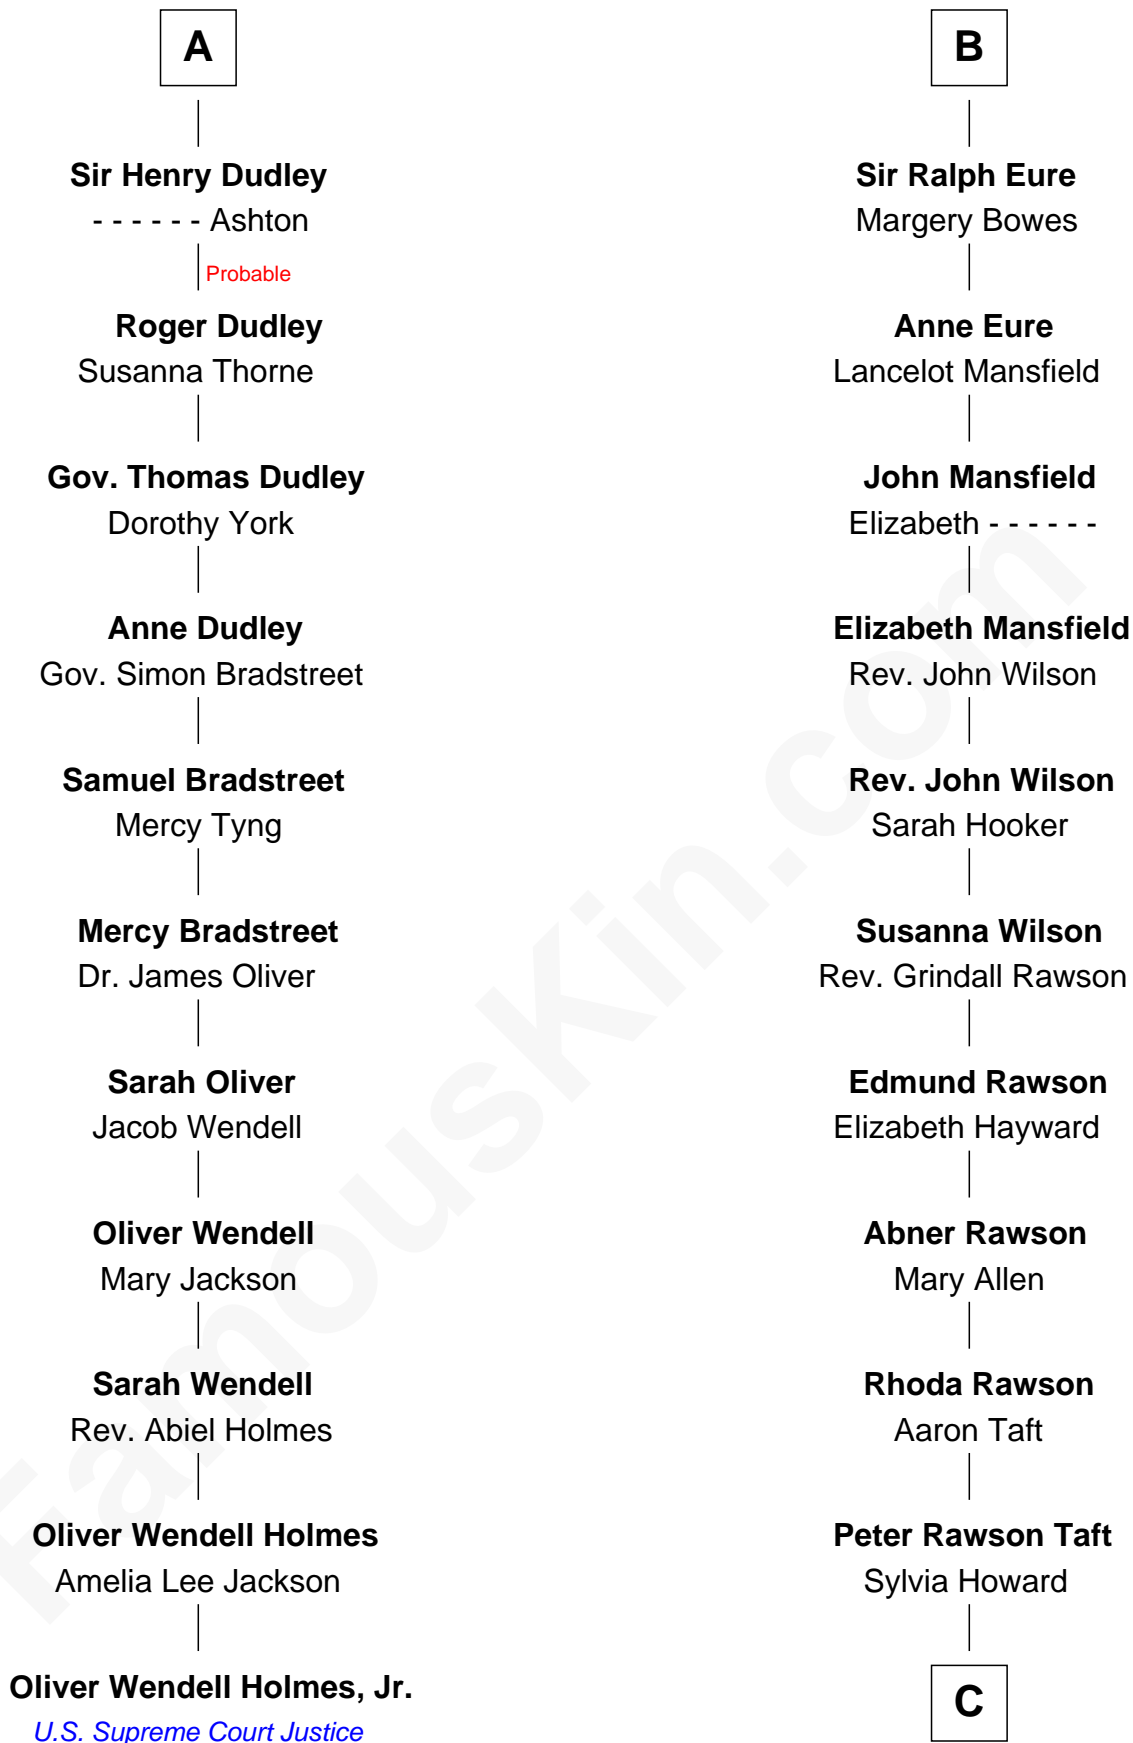 A
Sir Henry Dudley
- - - - - - Ashton
Probable
Roger Dudley
Susanna Thorne
Gov. Thomas Dudley
Dorothy York
Anne Dudley
Gov. Simon Bradstreet
Samuel Bradstreet
Mercy Tyng
Mercy Bradstreet
Dr. James Oliver
Sarah Oliver
Jacob Wendell
Oliver Wendell
Mary Jackson
Sarah Wendell
Rev. Abiel Holmes
Oliver Wendell Holmes
Amelia Lee Jackson
Oliver Wendell Holmes, Jr.
U.S. Supreme Court Justice
B
Sir Ralph Eure
Margery Bowes
Anne Eure
Lancelot Mansfield
John Mansfield
Elizabeth - - - - - -
Elizabeth Mansfield
Rev. John Wilson
Rev. John Wilson
Sarah Hooker
Susanna Wilson
Rev. Grindall Rawson
Edmund Rawson
Elizabeth Hayward
Abner Rawson
Mary Allen
Rhoda Rawson
Aaron Taft
Peter Rawson Taft
Sylvia Howard
C
FamousKin.com